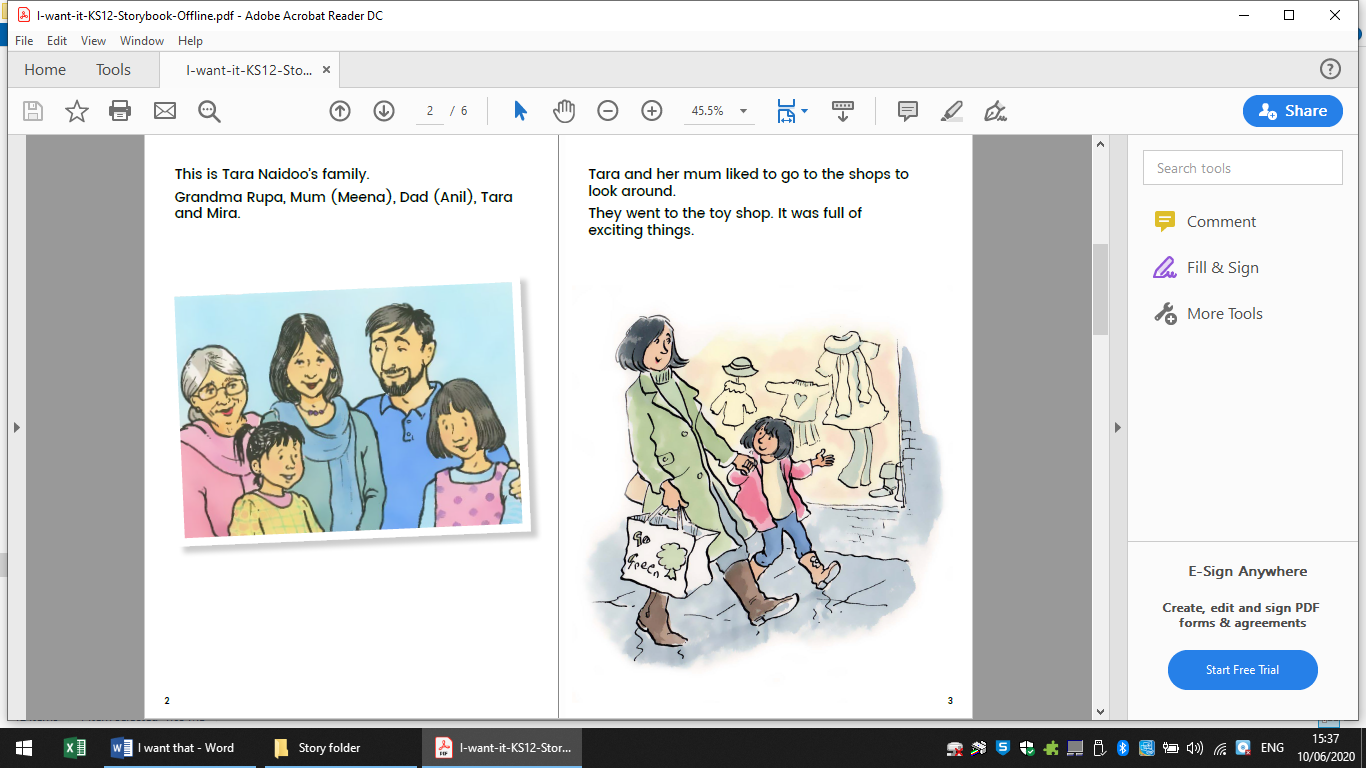 I-want-it-KS12-Storybook-Offline.pdf - Adobe Acrobat Reader DC
File Edit View Window Help
Home Tools I-want-it-KS12-Sto... ×
2 / 6 45.5% Share
This is Tara Naidoo's family.
Grandma Rupa, Mum (Meena), Dad (Anil), Tara
and Mira.
2
Tara and her mum liked to go to the shops to
look around.
They went to the toy shop. It was full of
exciting things.
Go
Green
3
Search tools
Comment
Fill & Sign
More Tools
E-Sign Anywhere
Create, edit and sign PDF
forms & agreements
Start Free Trial
I want that - Word Story folder I-want-it-KS12-Stor... ENG 15:37
10/06/2020